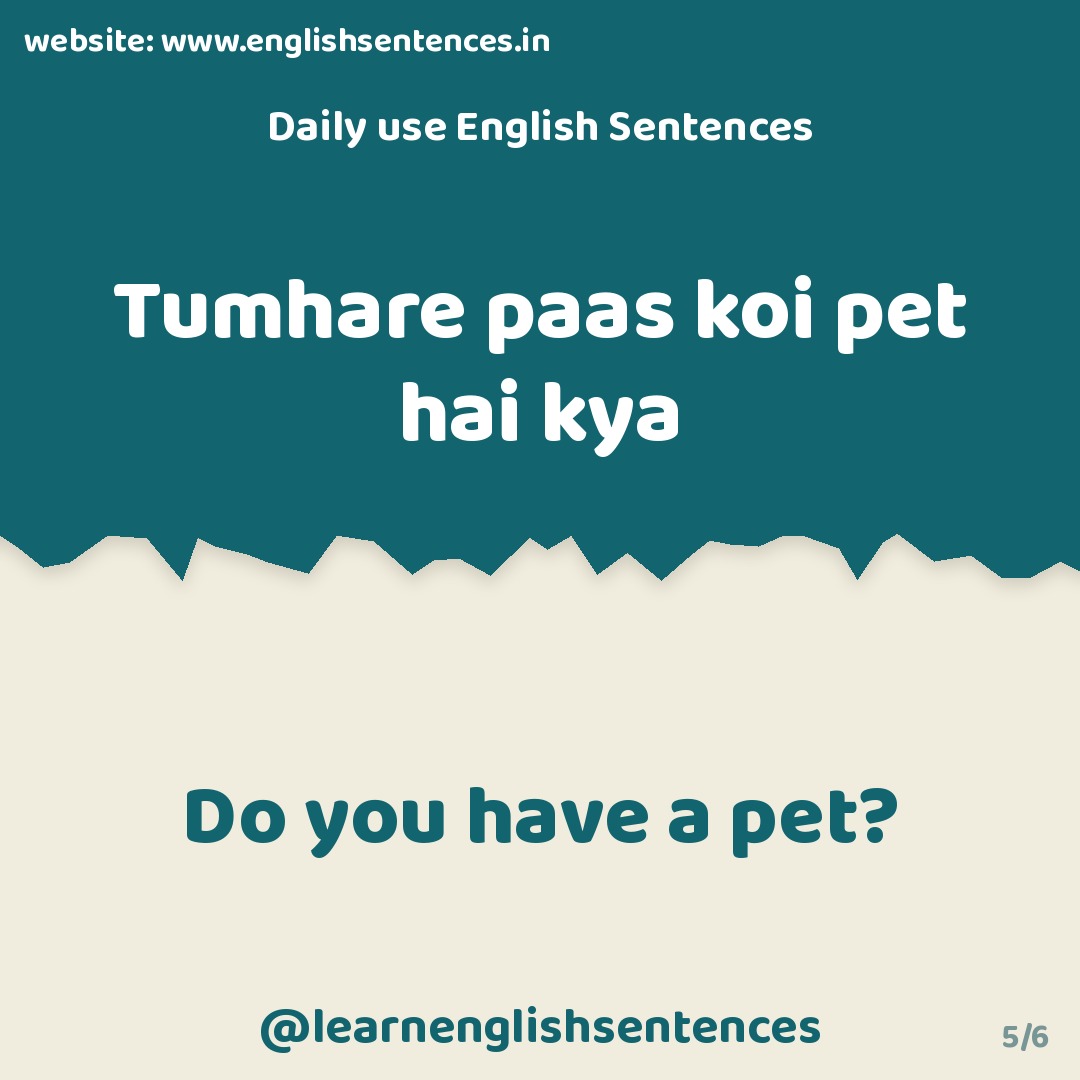 website: www.englishsentences.in
Daily use English Sentences
Tumhare paas koi pet
hai kya
Do you have a pet?
@learnenglishsentences
5/6